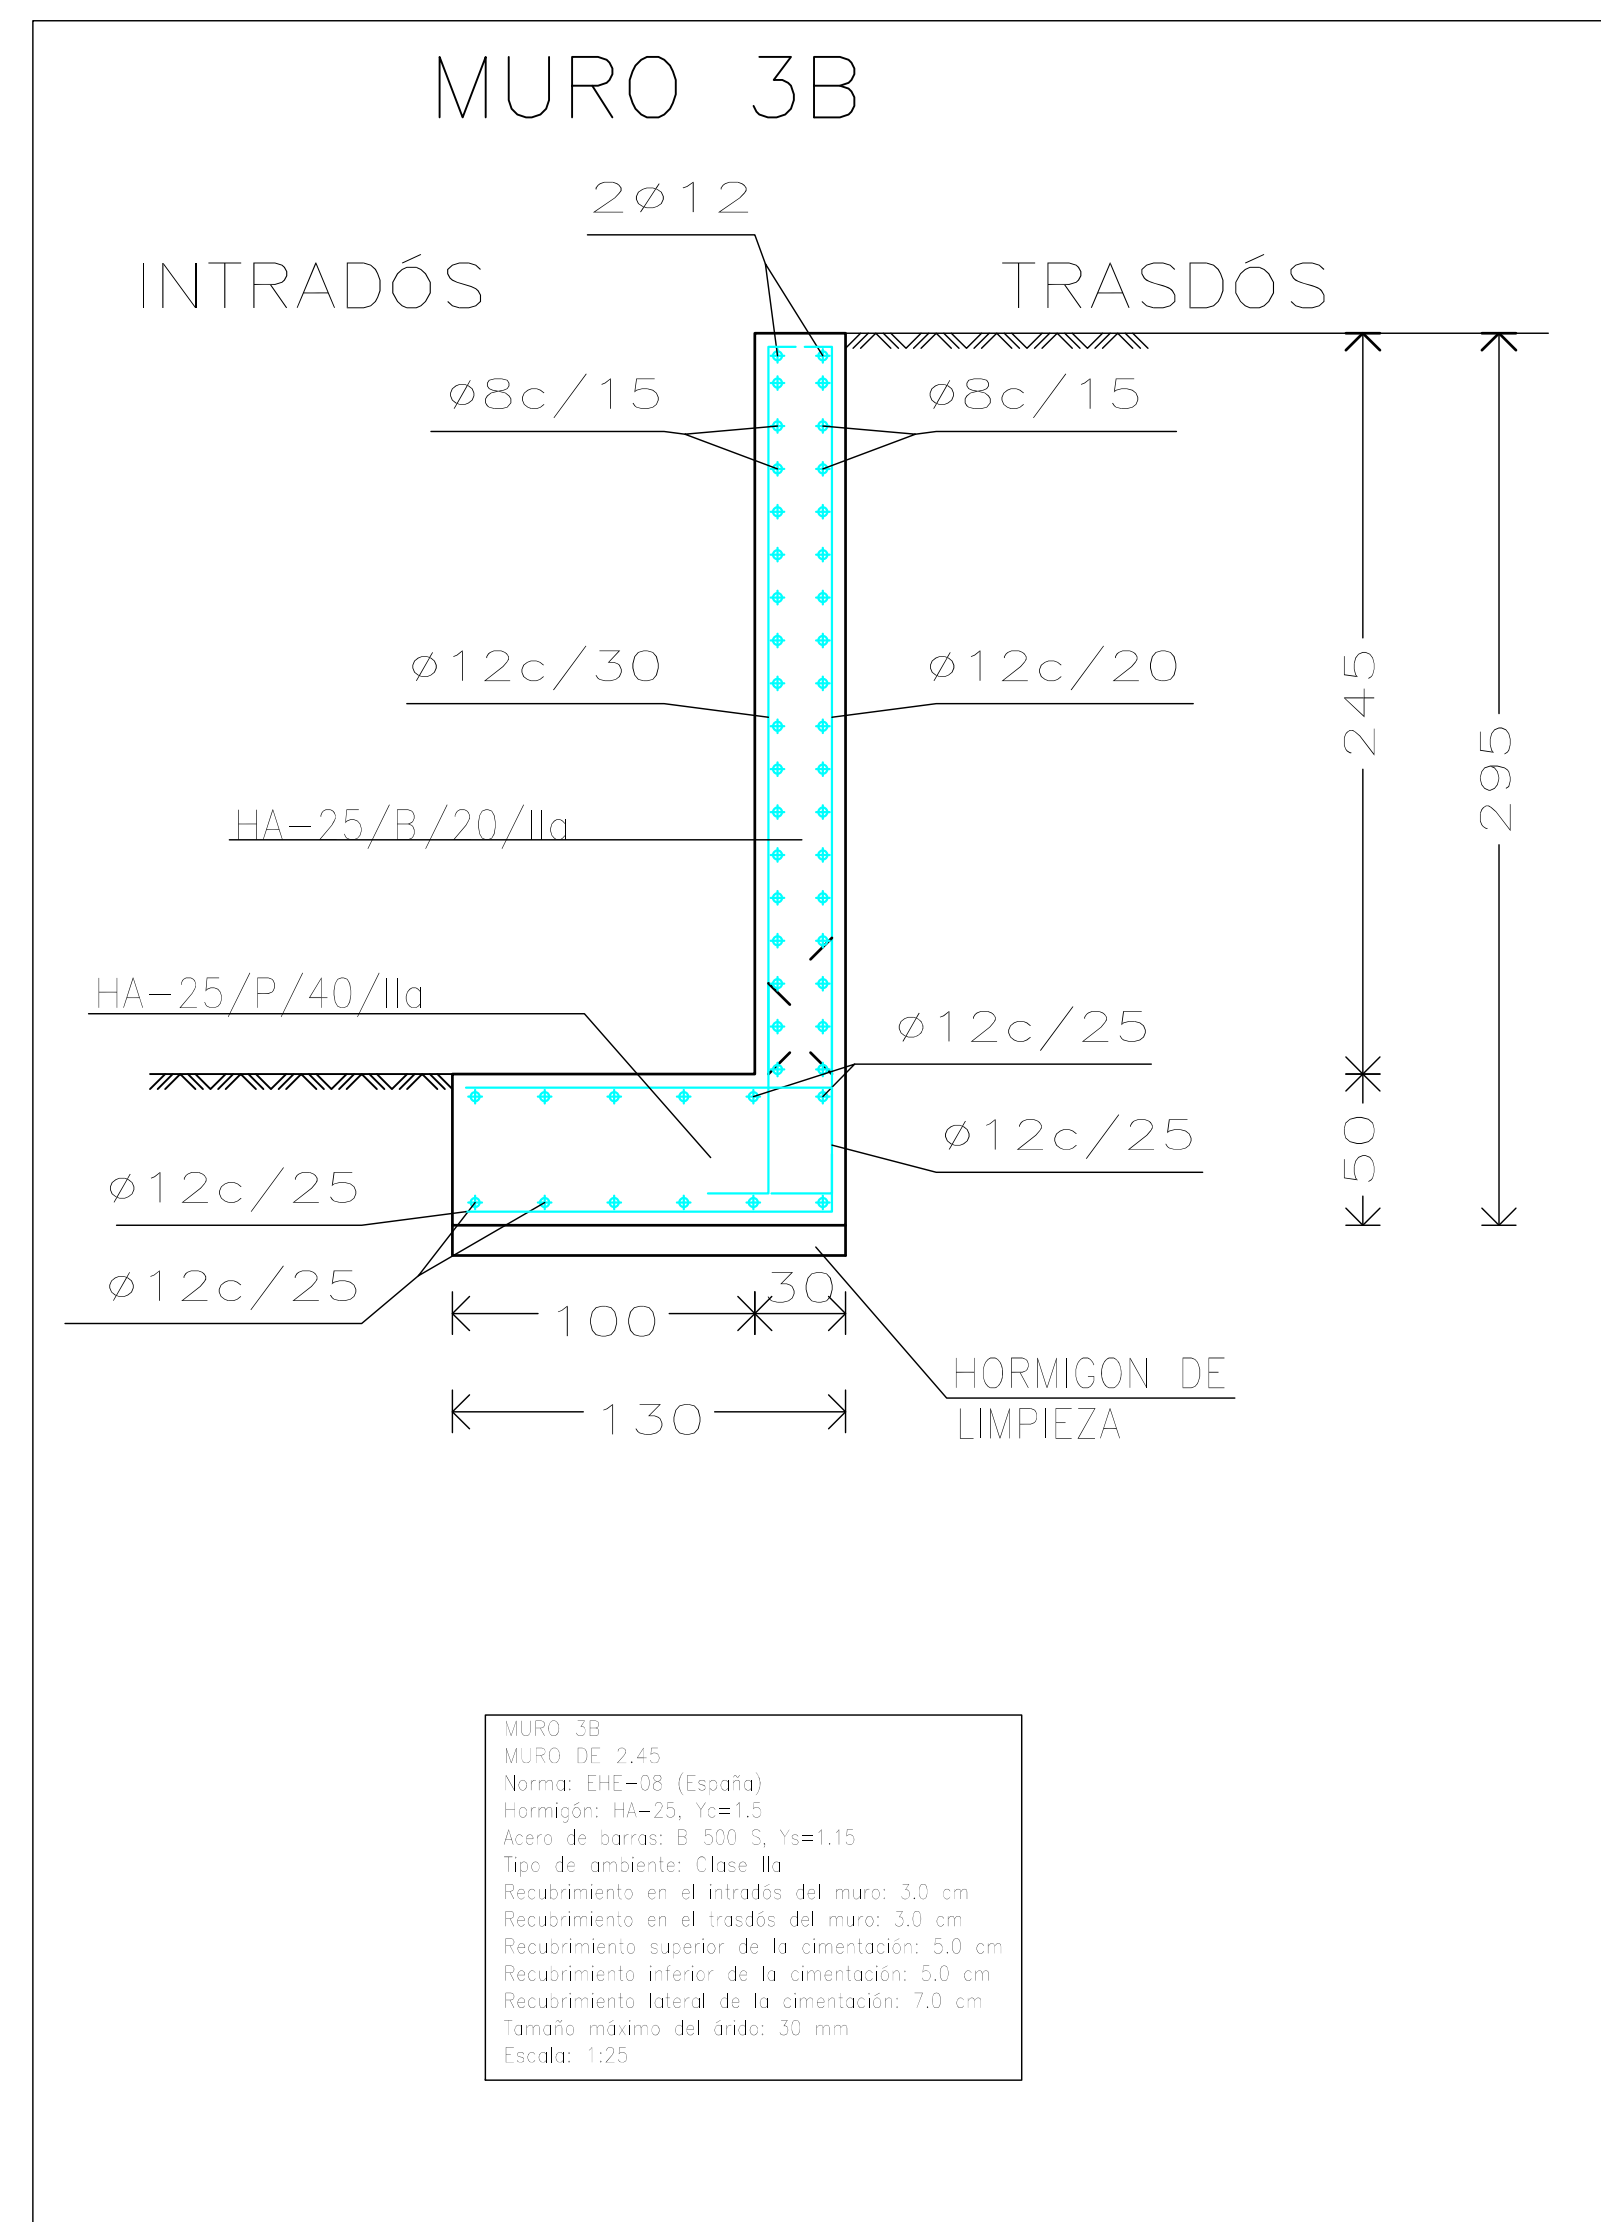 MURO 3B
2ø12
INTRADÓS
TRASDÓS
ø8c/15
ø8c/15
ø12c/30
ø12c/20
245
295
HA-25/B/20/IIa
HA-25/P/40/IIa
ø12c/25
ø12c/25
50
ø12c/25
ø12c/25
30
100
130
HORMIGON DE
LIMPIEZA
MURO 3B
MURO DE 2.45
Norma: EHE-08 (España)
Hormigón: HA-25, Yc=1.5
Acero de barras: B 500 S, Ys=1.15
Tipo de ambiente: Clase IIa
Recubrimiento en el intradós del muro: 3.0 cm
Recubrimiento en el trasdós del muro: 3.0 cm
Recubrimiento superior de la cimentación: 5.0 cm
Recubrimiento inferior de la cimentación: 5.0 cm
Recubrimiento lateral de la cimentación: 7.0 cm
Tamaño máximo del árido: 30 mm
Escala: 1:25